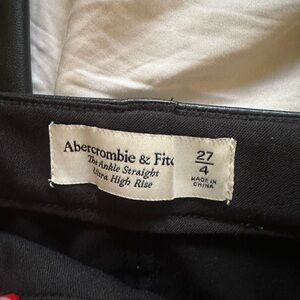 Abercrombie & Fitc
The Ankle Straight
Ultra High Rise
27
4
MADE IN
CHINA